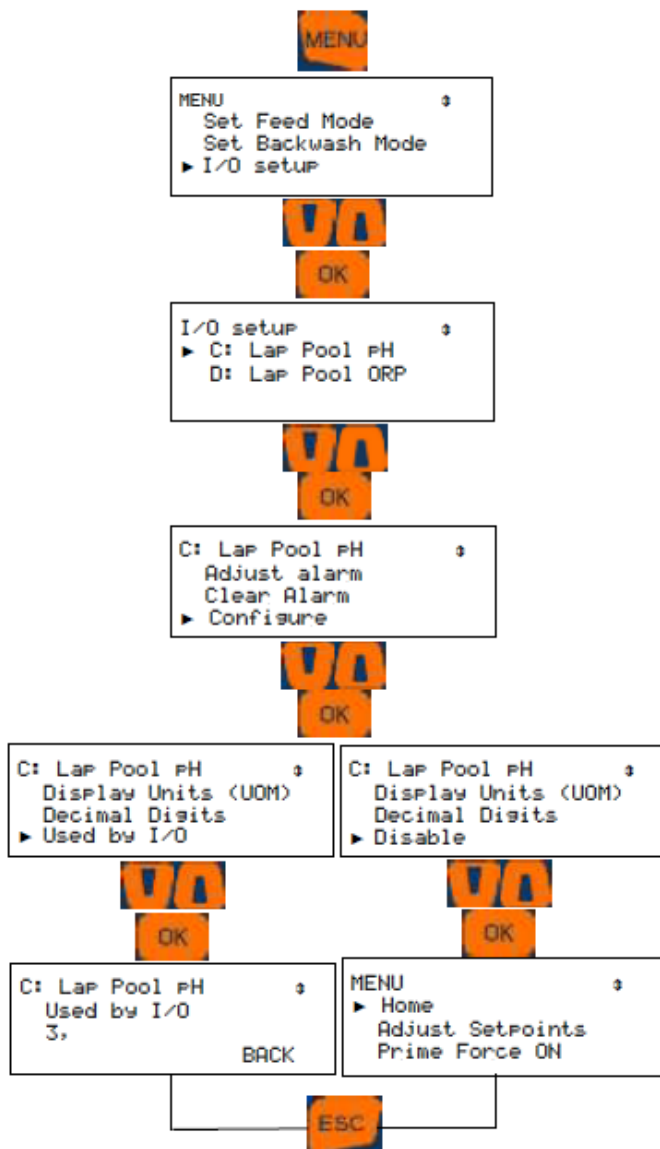 MENU
MENU
Set Feed Mode
Set Backwash Mode
I/O setup
OK
I/O setup
C: Lap Pool pH
D: Lap Pool ORP
OK
C: Lap Pool pH
Adjust alarm
Clear Alarm
Configure
OK
C: Lap Pool pH
Display Units (UOM)
Decimal Digits
Used by I/O
C: Lap Pool pH
Display Units (UOM)
Decimal Digits
Disable
OK
OK
C: Lap Pool pH
Used by I/O
3,
BACK
MENU
Home
Adjust Setpoints
Prime Force ON
ESC